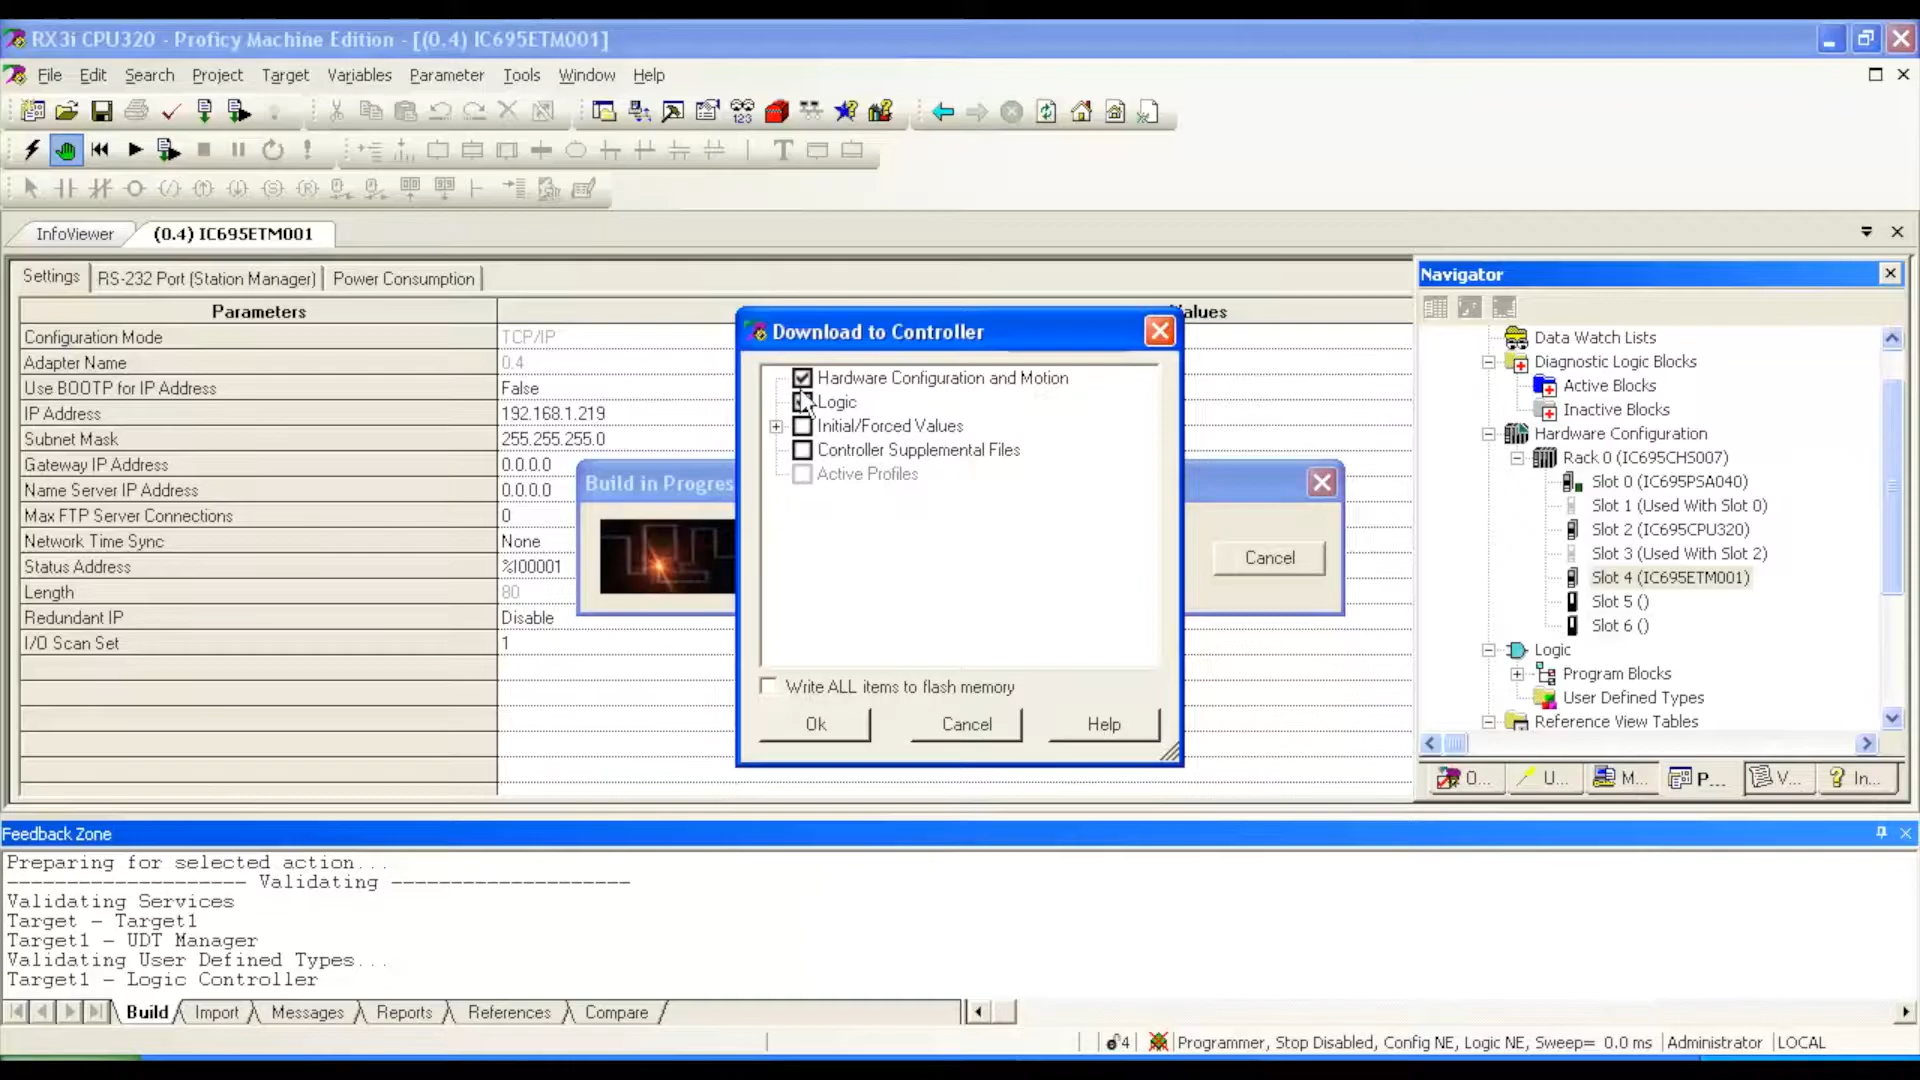 RX3i CPU320 - Proficy Machine Edition - [(0.4) IC695ETM001]
File Edit Search Project Target Variables Parameter Tools Window Help
InfoViewer (0.4) IC695ETM001
Settings RS-232 Port (Station Manager) Power Consumption
Parameters
Configuration Mode TCP/IP
Adapter Name 0.4
Use BOOTP for IP Address False
IP Address 192.168.1.219
Subnet Mask 255.255.255.0
Gateway IP Address 0.0.0.0
Name Server IP Address 0.0.0.0
Max FTP Server Connections 0
Network Time Sync None
Status Address %I00001
Length 80
Redundant IP Disable
I/O Scan Set 1
Build in Progres
Cancel
Download to Controller
Hardware Configuration and Motion
Logic
Initial/Forced Values
Controller Supplemental Files
Active Profiles
Write ALL items to flash memory
Ok Cancel Help
Navigator
Data Watch Lists
Diagnostic Logic Blocks
Active Blocks
Inactive Blocks
Hardware Configuration
Rack 0 (IC695CHS007)
Slot 0 (IC695PSA040)
Slot 1 (Used With Slot 0)
Slot 2 (IC695CPU320)
Slot 3 (Used With Slot 2)
Slot 4 (IC695ETM001)
Slot 5 ()
Slot 6 ()
Logic
Program Blocks
User Defined Types
Reference View Tables
O... U... M... P... V... In...
Feedback Zone
Preparing for selected action...
-------------------- Validating --------------------
Validating Services
Target - Target1
Target1 - UDT Manager
Validating User Defined Types...
Target1 - Logic Controller
Build Import Messages Reports References Compare
4 Programmer, Stop Disabled, Config NE, Logic NE, Sweep= 0.0 ms Administrator LOCAL